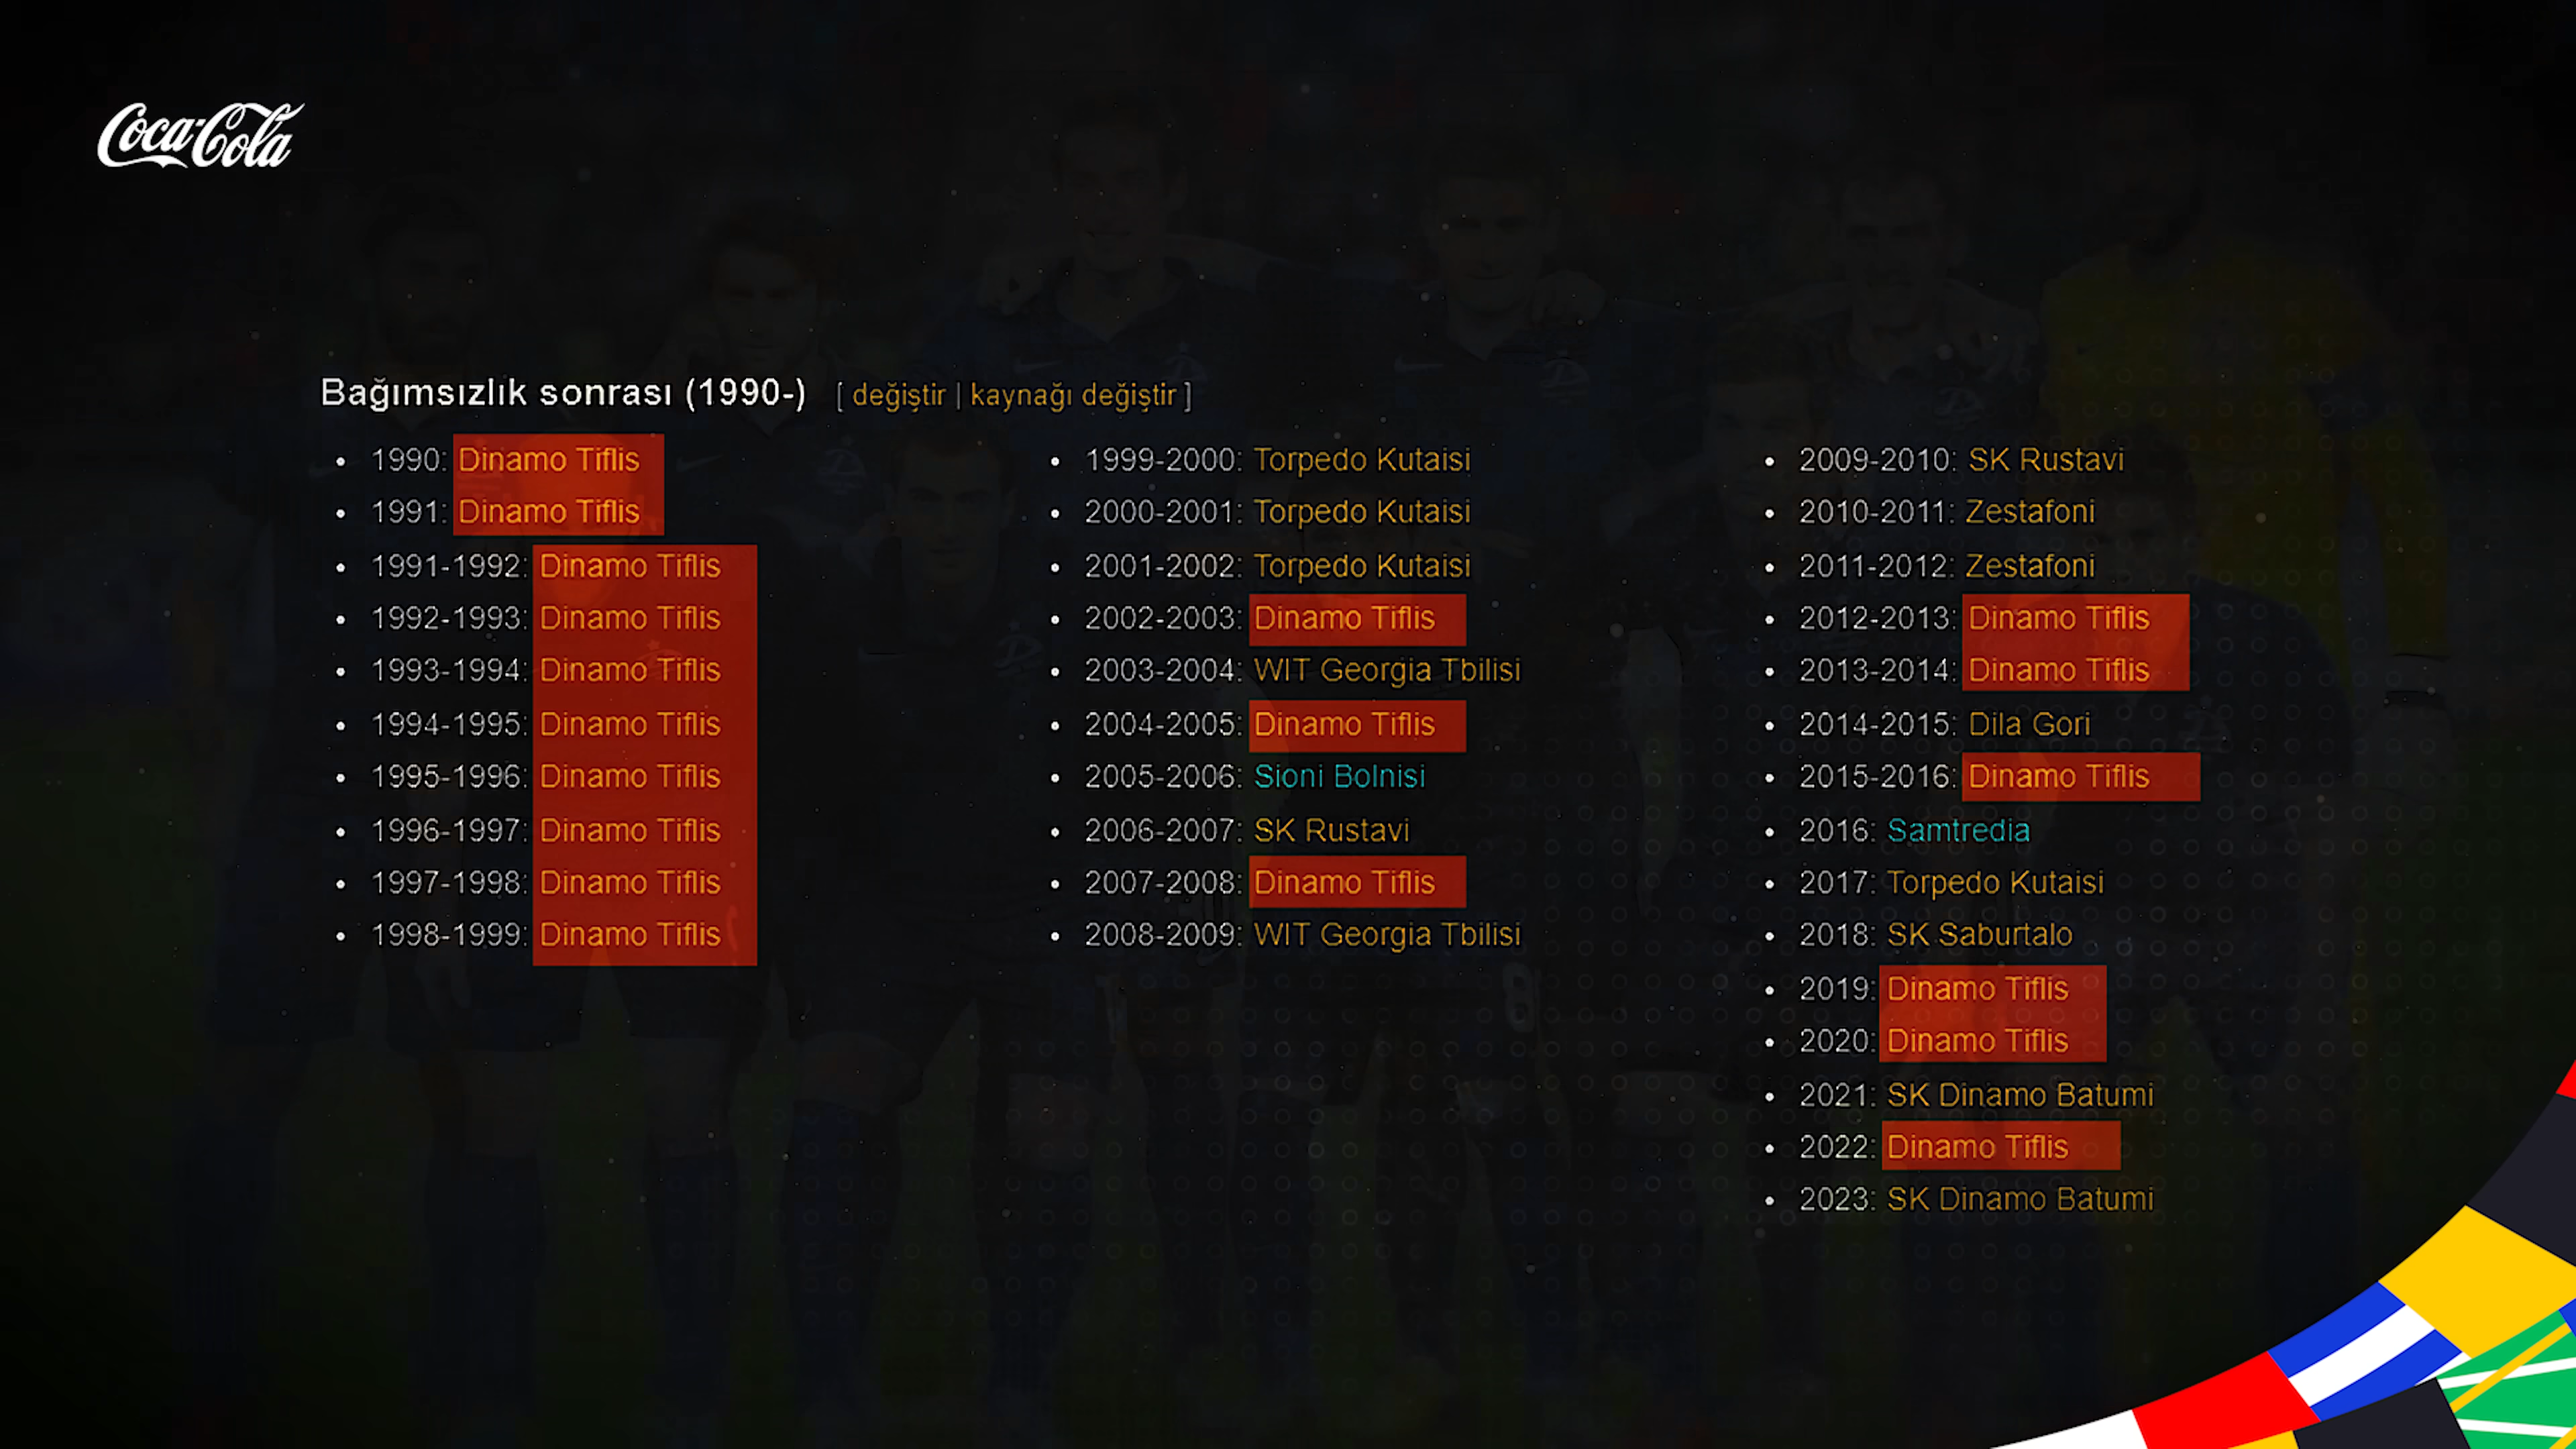 Coca-Cola
Bağımsızlık sonrası (1990-) [ değiştir | kaynağı değiştir ]
1990: Dinamo Tiflis
1991: Dinamo Tiflis
1991-1992: Dinamo Tiflis
1992-1993: Dinamo Tiflis
1993-1994: Dinamo Tiflis
1994-1995: Dinamo Tiflis
1995-1996: Dinamo Tiflis
1996-1997: Dinamo Tiflis
1997-1998: Dinamo Tiflis
1998-1999: Dinamo Tiflis
1999-2000: Torpedo Kutaisi
2000-2001: Torpedo Kutaisi
2001-2002: Torpedo Kutaisi
2002-2003: Dinamo Tiflis
2003-2004: WIT Georgia Tbilisi
2004-2005: Dinamo Tiflis
2005-2006: Sioni Bolnisi
2006-2007: SK Rustavi
2007-2008: Dinamo Tiflis
2008-2009: WIT Georgia Tbilisi
2009-2010: SK Rustavi
2010-2011: Zestafoni
2011-2012: Zestafoni
2012-2013: Dinamo Tiflis
2013-2014: Dinamo Tiflis
2014-2015: Dila Gori
2015-2016: Dinamo Tiflis
2016: Samtredia
2017: Torpedo Kutaisi
2018: SK Saburtalo
2019: Dinamo Tiflis
2020: Dinamo Tiflis
2021: SK Dinamo Batumi
2022: Dinamo Tiflis
2023: SK Dinamo Batumi